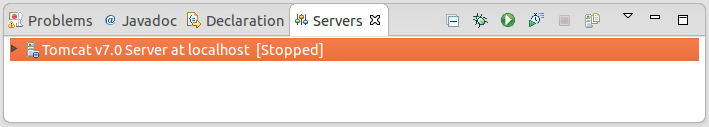 Problems @ Javadoc Declaration Servers
Tomcat v7.0 Server at localhost [Stopped]